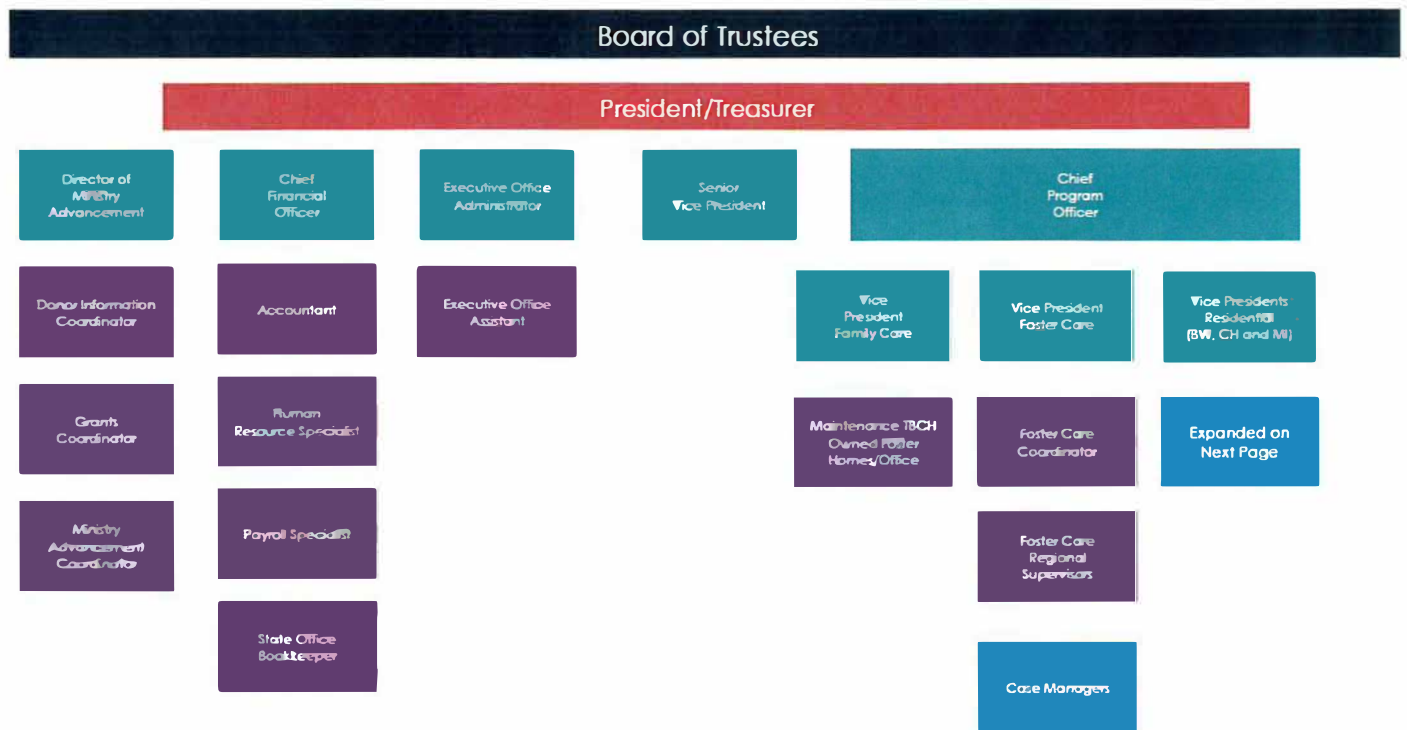 Board of Trustees
President/Treasurer
Director of
Ministry
Advancement
Chief
Financial
Officer
Executive Office
Administrator
Senior
Vice President
Chief
Program
Officer
Donor Information
Coordinator
Accountant
Executive Office
Assistant
Vice
President
Family Care
Vice President
Foster Care
Vice Presidents
Residential
(BW, CH and MI)
Grants
Coordinator
Human
Resource Specialist
Maintenance TBCH
Owned Foster
Homes/Office
Foster Care
Coordinator
Expanded on
Next Page
Ministry
Advancement
Coordinator
Payroll Specialist
Foster Care
Regional
Supervisors
State Office
Bookkeeper
Case Managers